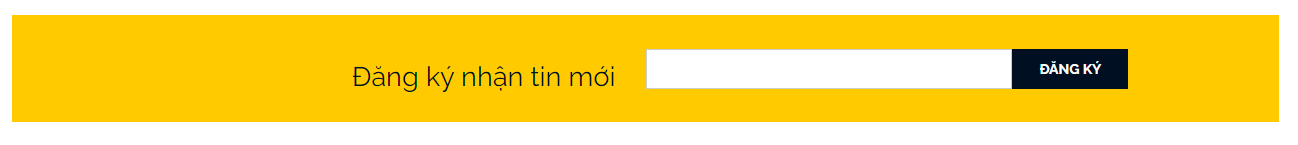 Đăng ký nhận tin mới
ĐĂNG KÝ